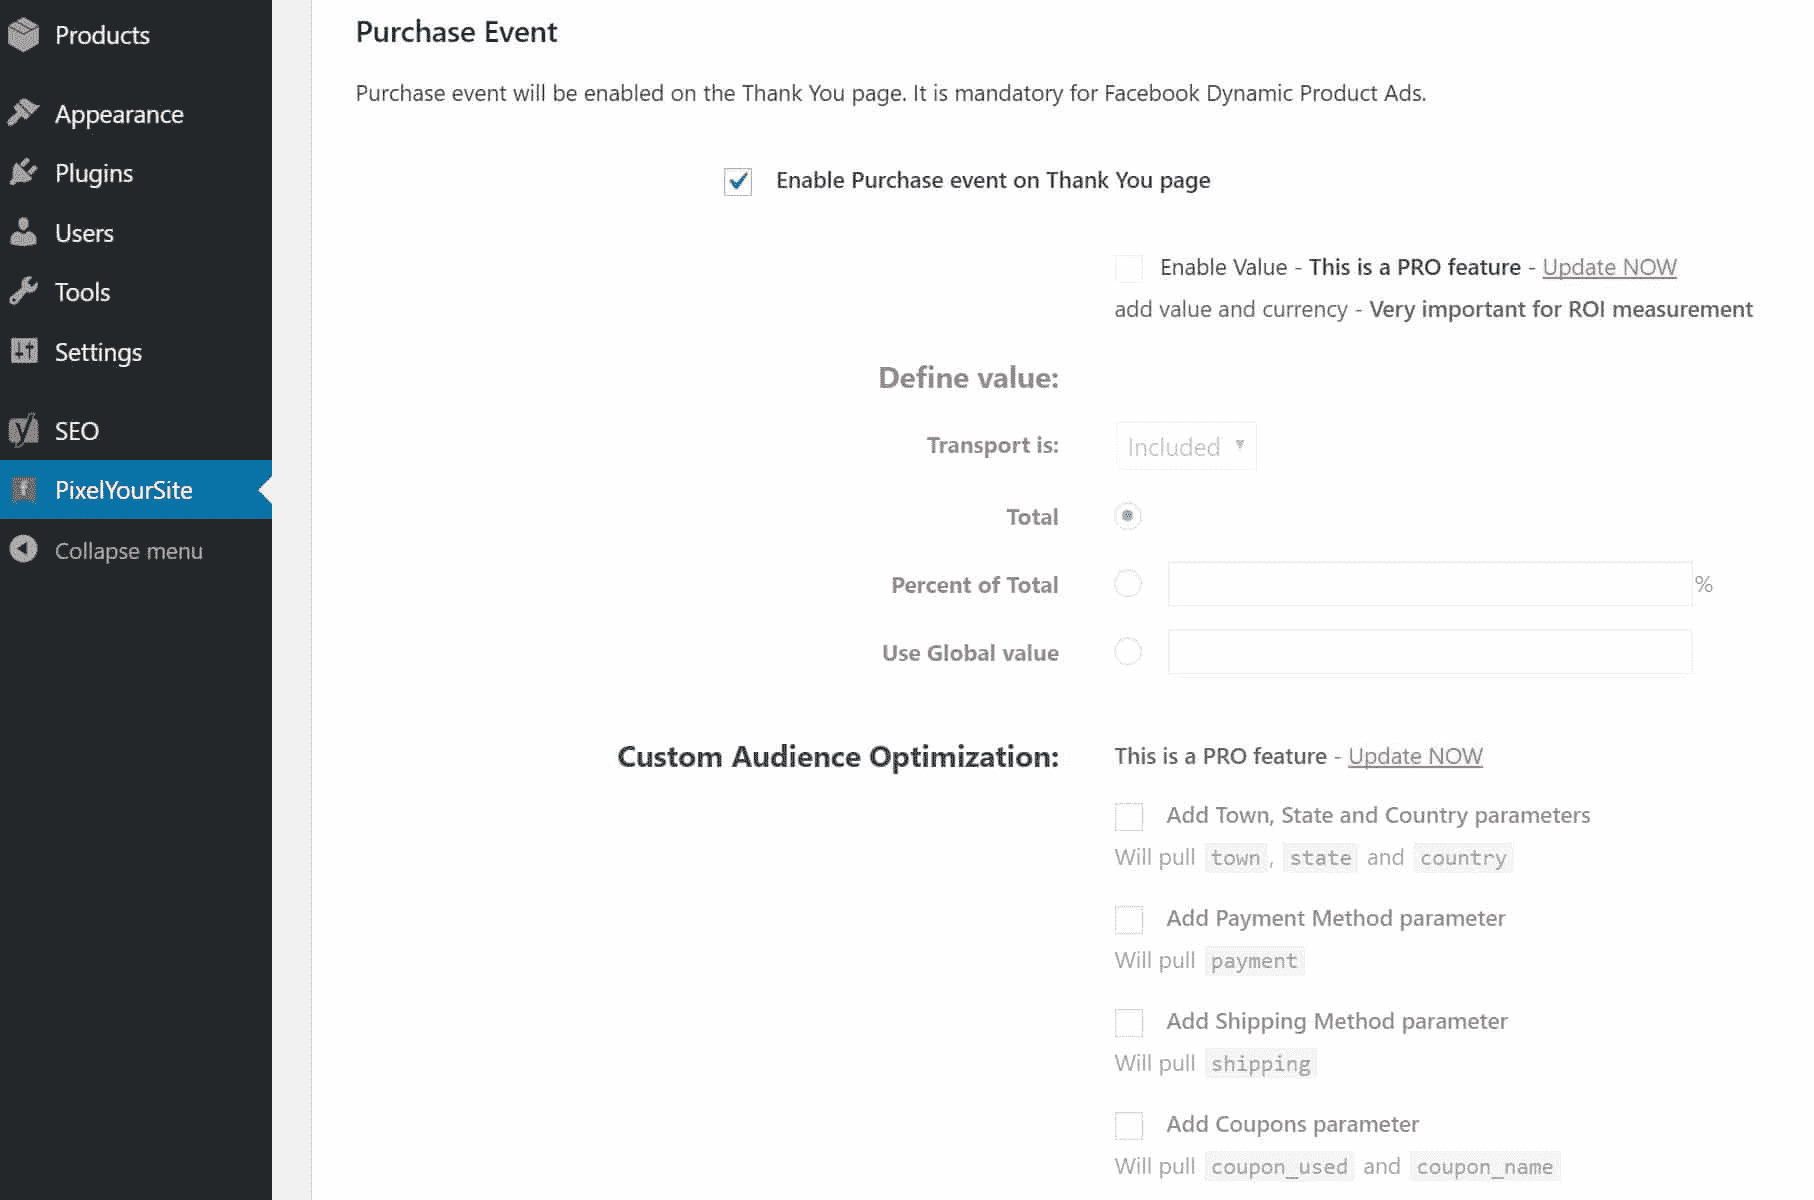 Products
Appearance
Plugins
Users
Tools
Settings
SEO
PixelYourSite
Collapse menu
Purchase Event
Purchase event will be enabled on the Thank You page. It is mandatory for Facebook Dynamic Product Ads.
Enable Purchase event on Thank You page
Enable Value - This is a PRO feature - Update NOW
add value and currency - Very important for ROI measurement
Define value:
Transport is: Included
Total
Percent of Total %
Use Global value
Custom Audience Optimization: This is a PRO feature - Update NOW
Add Town, State and Country parameters
Will pull town, state and country
Add Payment Method parameter
Will pull payment
Add Shipping Method parameter
Will pull shipping
Add Coupons parameter
Will pull coupon_used and coupon_name